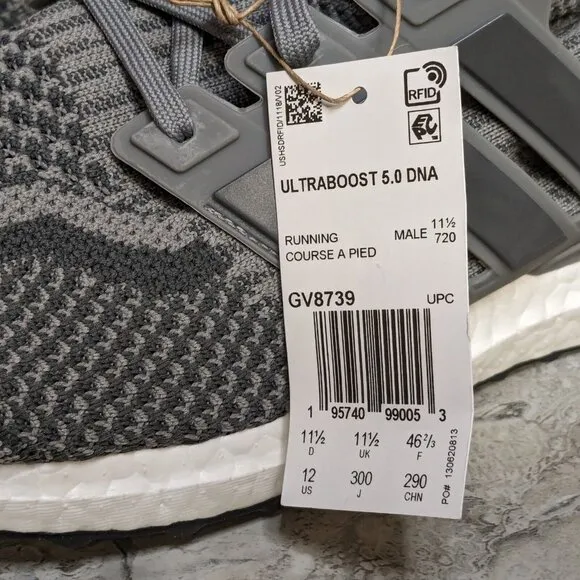 USHSDRFID/1118/V02
RFID
EPC
ULTRABOOST 5.0 DNA
RUNNING
COURSE A PIED
MALE 11½
720
GV8739 UPC
1 95740 99005 3
11½ 11½ 46⅔
D UK F
12 300 290
US J CHN
PO# 130620813